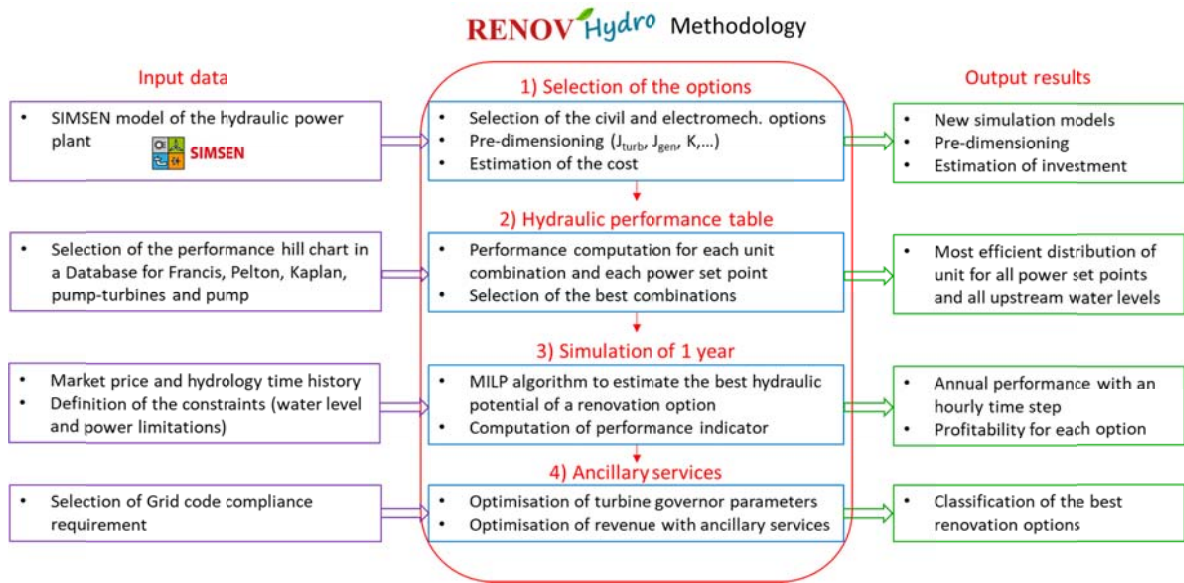 RENOV Hydro Methodology
Input data
Output results
1) Selection of the options
• SIMSEN model of the hydraulic power
plant
SIMSEN
• Selection of the civil and electromech. options
• Pre-dimensioning (Jturb, Jgen, K,...)
• Estimation of the cost
• New simulation models
• Pre-dimensioning
• Estimation of investment
2) Hydraulic performance table
• Selection of the performance hill chart in
a Database for Francis, Pelton, Kaplan,
pump-turbines and pump
• Performance computation for each unit
combination and each power set point
• Selection of the best combinations
• Most efficient distribution of
unit for all power set points
and all upstream water levels
3) Simulation of 1 year
• Market price and hydrology time history
• Definition of the constraints (water level
and power limitations)
• MILP algorithm to estimate the best hydraulic
potential of a renovation option
• Computation of performance indicator
• Annual performance with an
hourly time step
• Profitability for each option
4) Ancillary services
• Selection of Grid code compliance
requirement
• Optimisation of turbine governor parameters
• Optimisation of revenue with ancillary services
• Classification of the best
renovation options